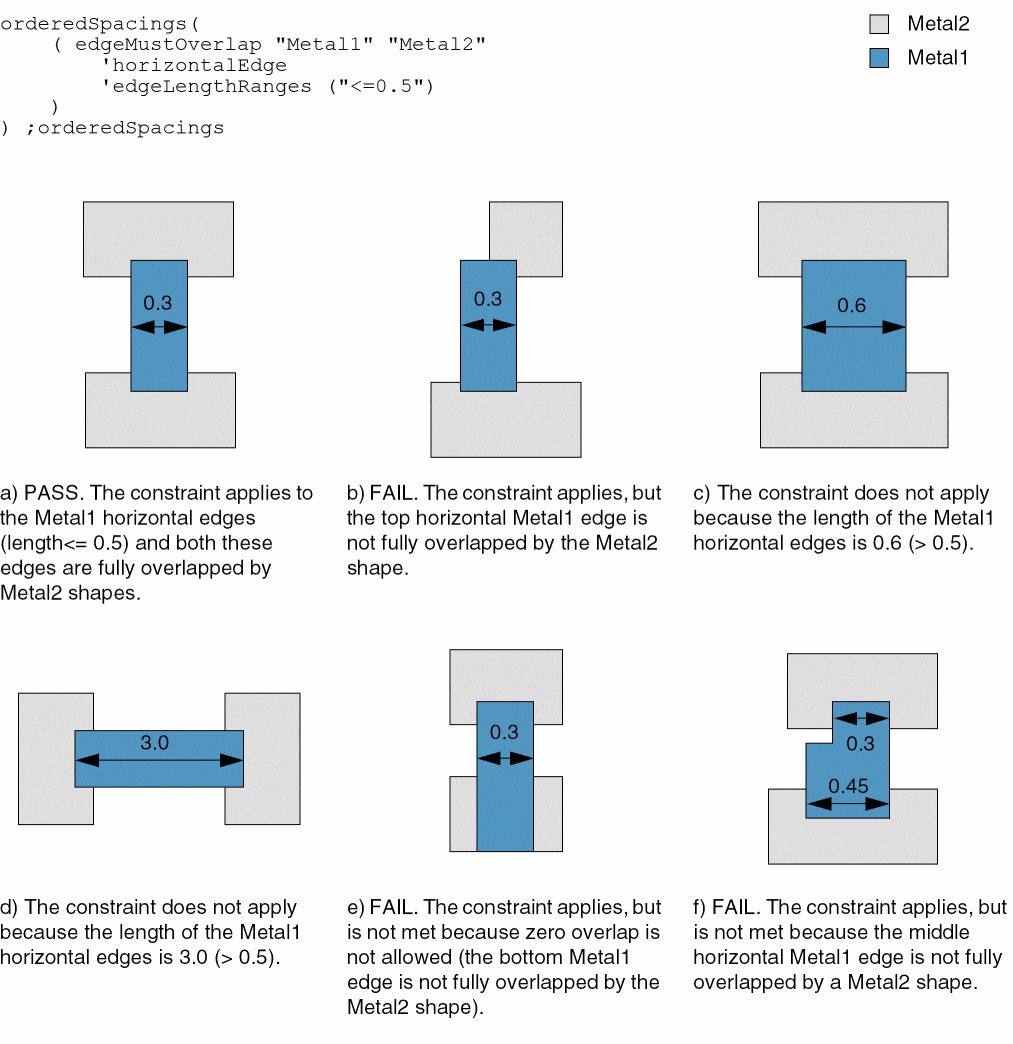 orderedSpacings(
    ( edgeMustOverlap "Metal1" "Metal2"
        'horizontalEdge
        'edgeLengthRanges ("<=0.5")
    )
) ;orderedSpacings
Metal2
Metal1
0.3
0.3
0.6
a) PASS. The constraint applies to
the Metal1 horizontal edges
(length<= 0.5) and both these
edges are fully overlapped by
Metal2 shapes.
b) FAIL. The constraint applies, but
the top horizontal Metal1 edge is
not fully overlapped by the Metal2
shape.
c) The constraint does not apply
because the length of the Metal1
horizontal edges is 0.6 (> 0.5).
3.0
0.3
0.3
0.45
d) The constraint does not apply
because the length of the Metal1
horizontal edges is 3.0 (> 0.5).
e) FAIL. The constraint applies, but
is not met because zero overlap is
not allowed (the bottom Metal1
edge is not fully overlapped by the
Metal2 shape).
f) FAIL. The constraint applies, but
is not met because the middle
horizontal Metal1 edge is not fully
overlapped by a Metal2 shape.